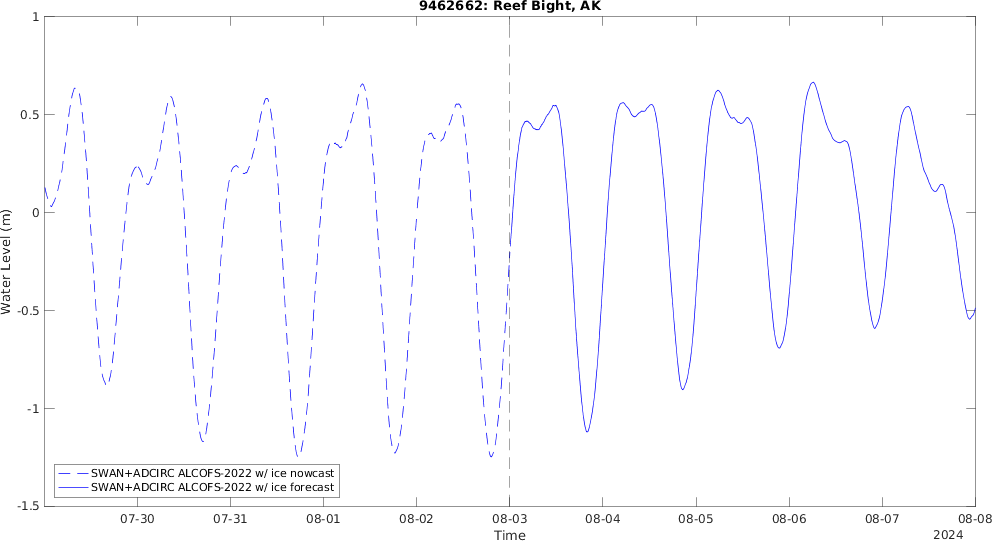 9462662: Reef Bight, AK
Water Level (m)
1
0.5
0
-0.5
-1
-1.5
SWAN+ADCIRC ALCOFS-2022 w/ ice nowcast
SWAN+ADCIRC ALCOFS-2022 w/ ice forecast
07-30 07-31 08-01 08-02 08-03 08-04 08-05 08-06 08-07 08-08
Time
2024